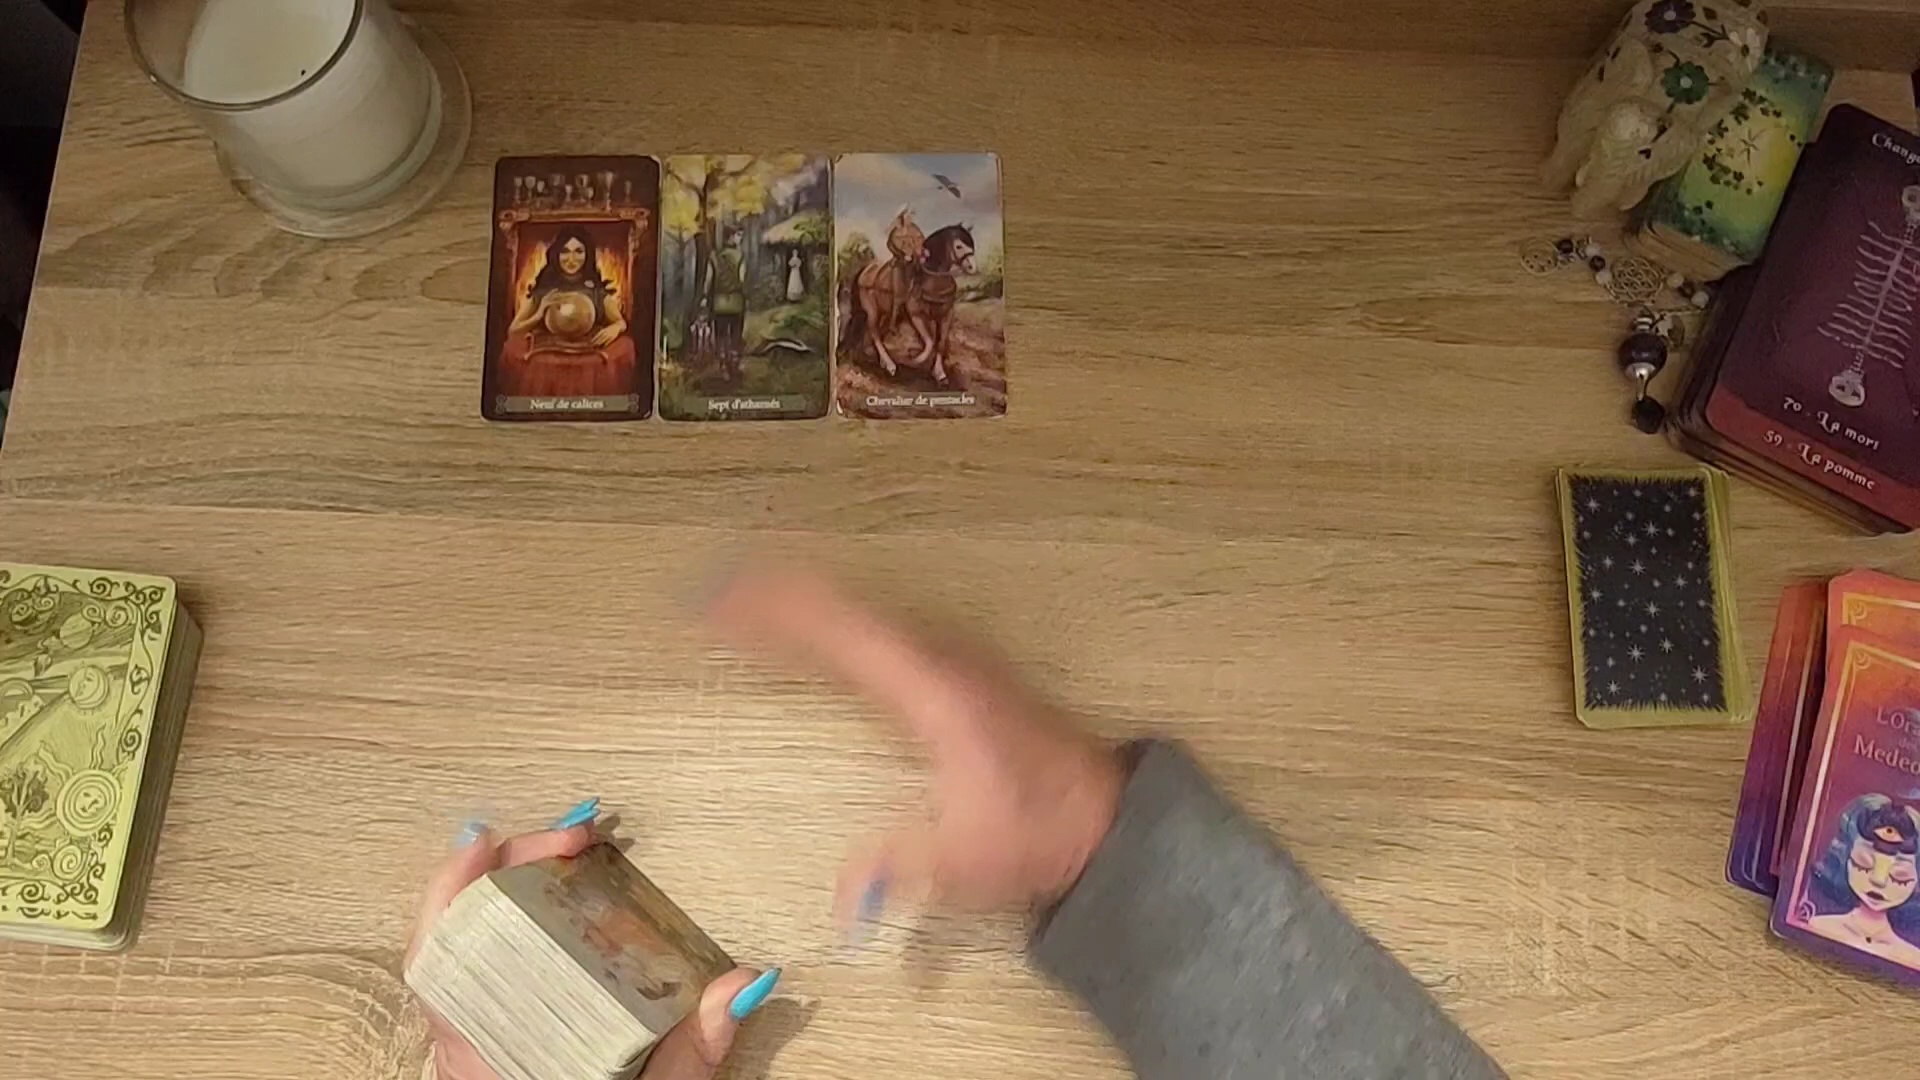 Neuf de calices
Sept d'athamés
Chevalier de pentacles
70 - La mort
59 - La pomme